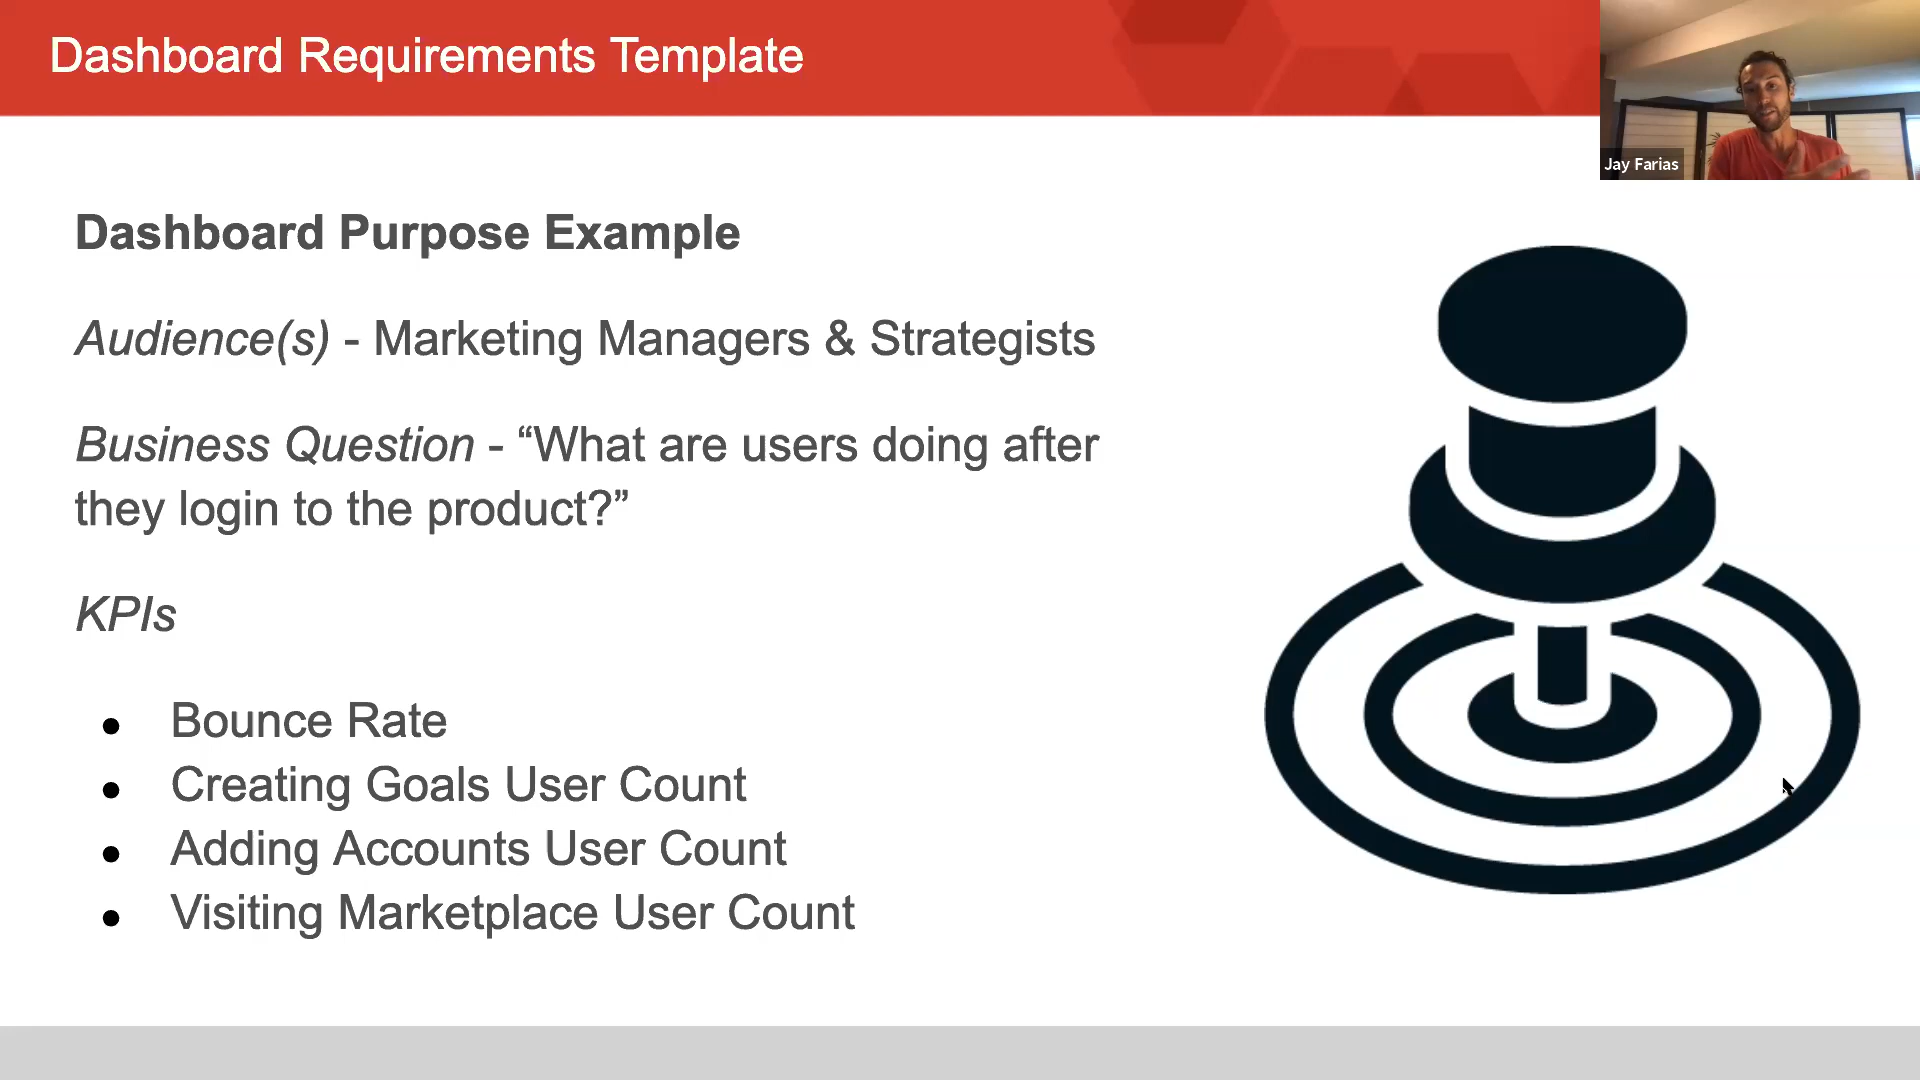 Dashboard Requirements Template
Jay Farias
Dashboard Purpose Example
Audience(s) - Marketing Managers & Strategists
Business Question - “What are users doing after
they login to the product?”
KPIs
● Bounce Rate
● Creating Goals User Count
● Adding Accounts User Count
● Visiting Marketplace User Count